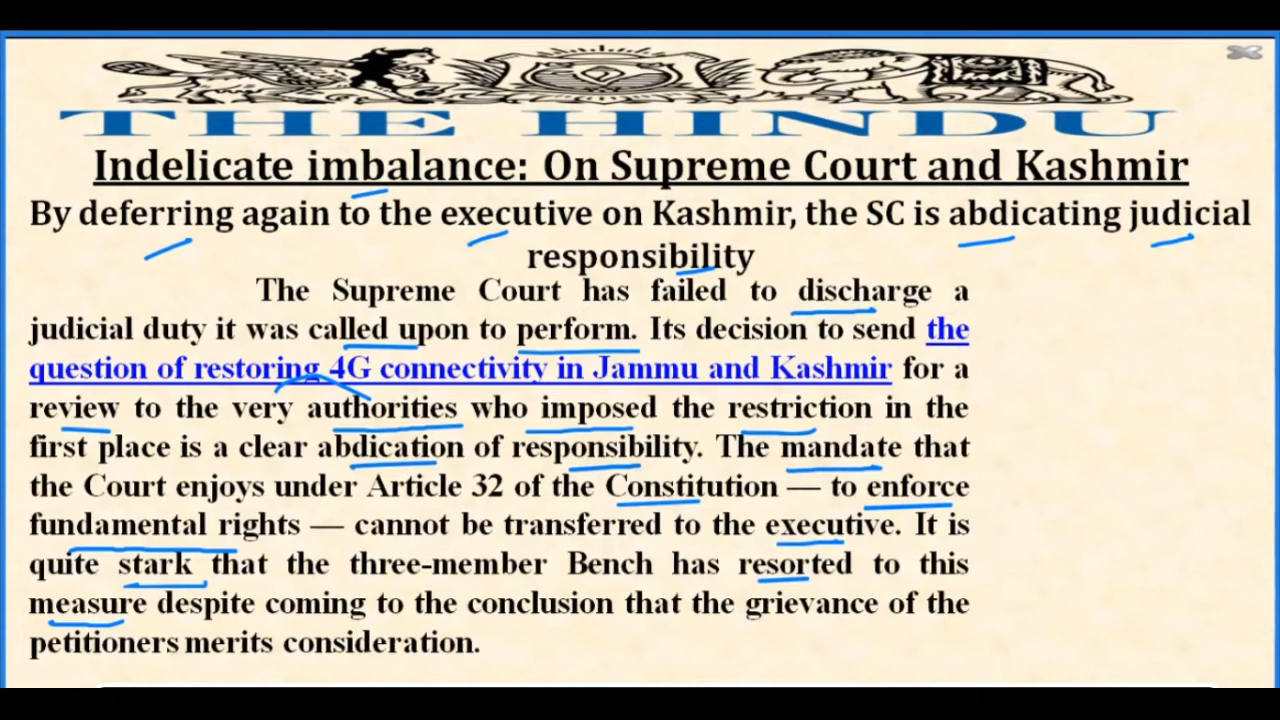 THE HINDU
Indelicate imbalance: On Supreme Court and Kashmir
By deferring again to the executive on Kashmir, the SC is abdicating judicial
responsibility
The Supreme Court has failed to discharge a
judicial duty it was called upon to perform. Its decision to send the
question of restoring 4G connectivity in Jammu and Kashmir for a
review to the very authorities who imposed the restriction in the
first place is a clear abdication of responsibility. The mandate that
the Court enjoys under Article 32 of the Constitution — to enforce
fundamental rights — cannot be transferred to the executive. It is
quite stark that the three-member Bench has resorted to this
measure despite coming to the conclusion that the grievance of the
petitioners merits consideration.